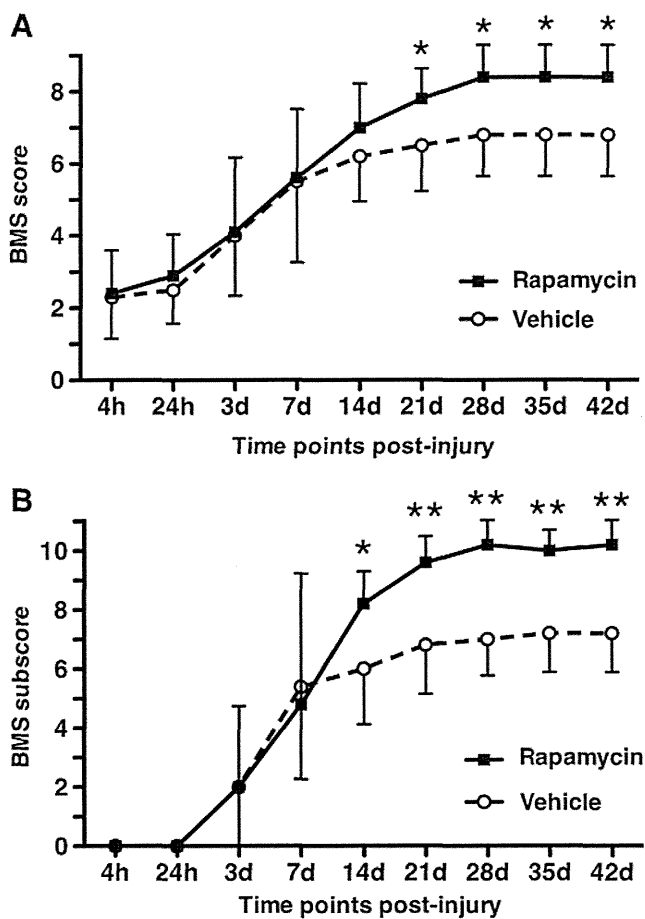 A
* * * *
8
6
4
2
0
BMS score
Rapamycin
Vehicle
4h 24h 3d 7d 14d 21d 28d 35d 42d
Time points post-injury
B
* ** ** ** **
10
8
6
4
2
0
BMS subscore
Rapamycin
Vehicle
4h 24h 3d 7d 14d 21d 28d 35d 42d
Time points post-injury